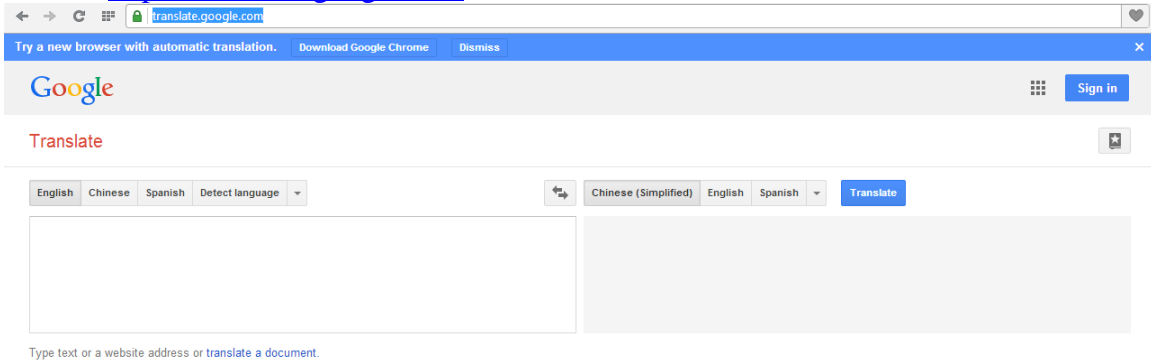 translate.google.com
Try a new browser with automatic translation. Download Google Chrome Dismiss
Google Sign in
Translate
English Chinese Spanish Detect language Chinese (Simplified) English Spanish Translate
Type text or a website address or translate a document.